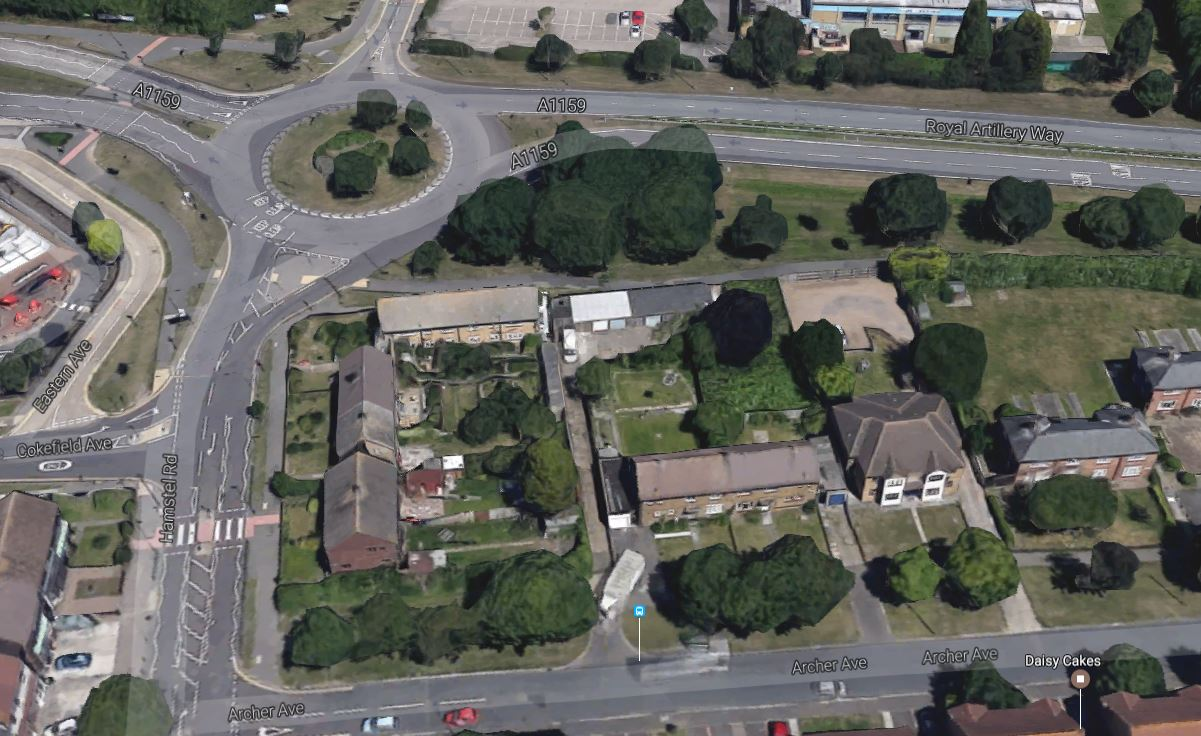 A1159
A1159
Royal Artillery Way
A1159
Eastern Ave
Cokefield Ave
Hamstel Rd
Archer Ave
Archer Ave
Daisy Cakes
Archer Ave